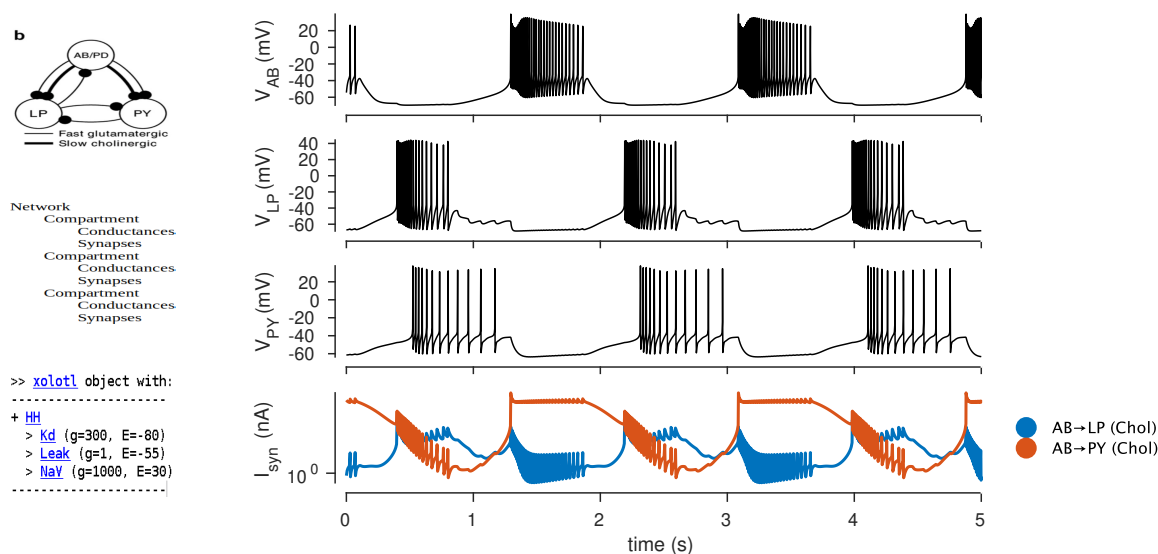 b
AB/PD
LP
PY
Fast glutamatergic
Slow cholinergic
Network
Compartment
Conductances
Synapses
Compartment
Conductances
Synapses
Compartment
Conductances
Synapses
>> xolotl object with:
---------------------
+ HH
> Kd (g=300, E=-80)
> Leak (g=1, E=-55)
> NaV (g=1000, E=30)
---------------------
V_AB (mV)
20
0
-20
-40
-60
V_LP (mV)
40
20
0
-20
-40
-60
V_PY (mV)
20
0
-20
-40
-60
I_syn (nA)
10^0
0
1
2
3
4
5
time (s)
AB→LP (Chol)
AB→PY (Chol)